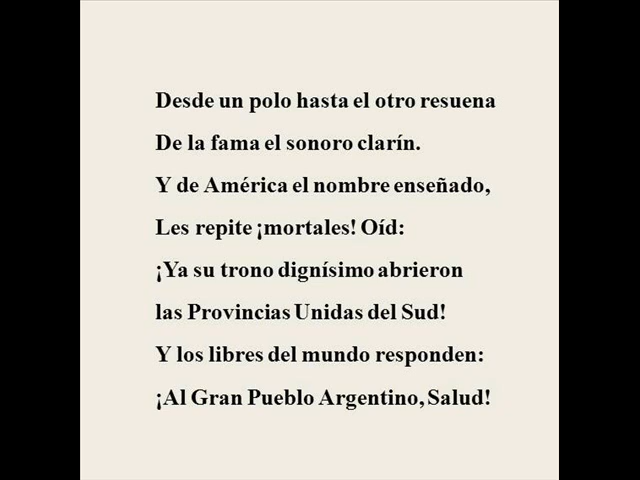 Desde un polo hasta el otro resuena
De la fama el sonoro clarín.
Y de América el nombre enseñado,
Les repite ¡mortales! Oíd:
¡Ya su trono dignísimo abrieron
las Provincias Unidas del Sud!
Y los libres del mundo responden:
¡Al Gran Pueblo Argentino, Salud!